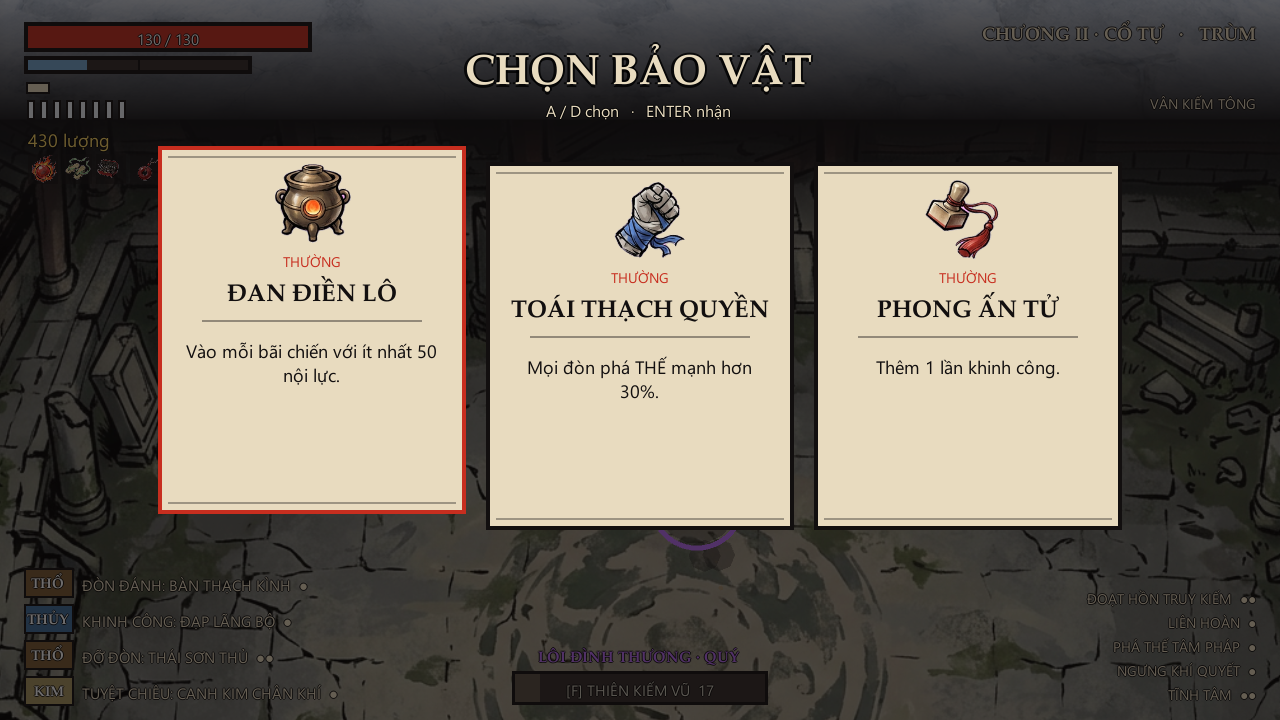 130 / 130
CHƯƠNG II · CỔ TỰ · TRÙM
CHỌN BẢO VẬT
A / D chọn · ENTER nhận
VÂN KIẾM TÔNG
430 lượng
THƯỜNG
ĐAN ĐIỀN LÔ
Vào mỗi bãi chiến với ít nhất 50
nội lực.
THƯỜNG
TOÁI THẠCH QUYỀN
Mọi đòn phá THẾ mạnh hơn
30%.
THƯỜNG
PHONG ẤN TỬ
Thêm 1 lần khinh công.
THỔ ĐÒN ĐÁNH: BÀN THẠCH KÌNH
THỦY KHINH CÔNG: ĐẠP LÃNG BỘ
THỔ ĐỠ ĐÒN: THÁI SƠN THỦ
KIM TUYỆT CHIÊU: CANH KIM CHÂN KHÍ
LÔI ĐÌNH THƯƠNG · QUÝ
[F] THIÊN KIẾM VŨ 17
ĐOẠT HỒN TRUY KIẾM
LIÊN HOÀN
PHÁ THẾ TÂM PHÁP
NGƯNG KHÍ QUYẾT
TĨNH TÂM